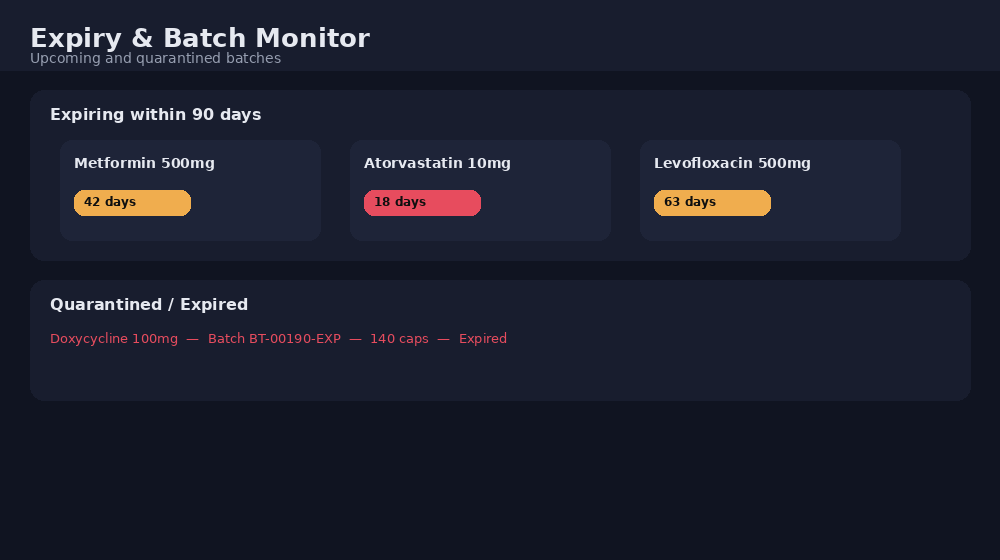 Expiry & Batch Monitor
Upcoming and quarantined batches
Expiring within 90 days
Metformin 500mg
42 days
Atorvastatin 10mg
18 days
Levofloxacin 500mg
63 days
Quarantined / Expired
Doxycycline 100mg — Batch BT-00190-EXP — 140 caps — Expired